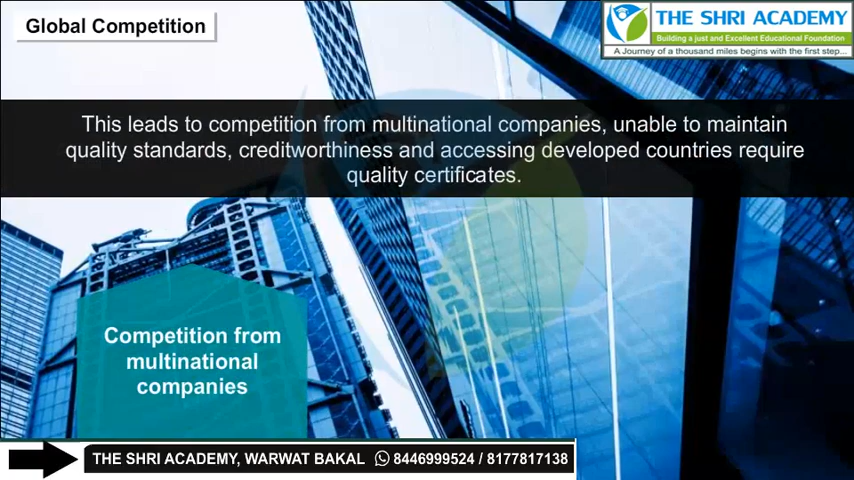 Global Competition
THE SHRI ACADEMY
Building a just and Excellent Educational Foundation
A Journey of a thousand miles begins with the first step...
This leads to competition from multinational companies, unable to maintain
quality standards, creditworthiness and accessing developed countries require
quality certificates.
Competition from
multinational
companies
THE SHRI ACADEMY, WARWAT BAKAL 8446999524 / 8177817138